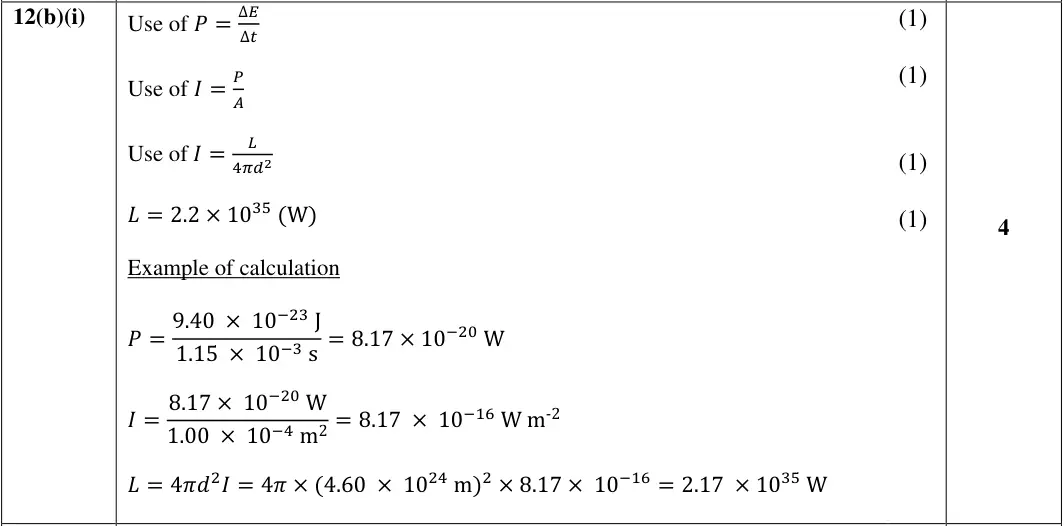 12(b)(i) Use of 𝑃 = Δ𝐸/Δ𝑡 (1)
Use of 𝐼 = 𝑃/𝐴 (1)
Use of 𝐼 = 𝐿/4𝜋𝑑² (1)
𝐿 = 2.2 × 10³⁵ (W) (1) 4
Example of calculation
𝑃 = 9.40 × 10⁻²³ J / 1.15 × 10⁻³ s = 8.17 × 10⁻²⁰ W
𝐼 = 8.17 × 10⁻²⁰ W / 1.00 × 10⁻⁴ m² = 8.17 × 10⁻¹⁶ W m⁻²
𝐿 = 4𝜋𝑑²𝐼 = 4𝜋 × (4.60 × 10²⁴ m)² × 8.17 × 10⁻¹⁶ = 2.17 × 10³⁵ W